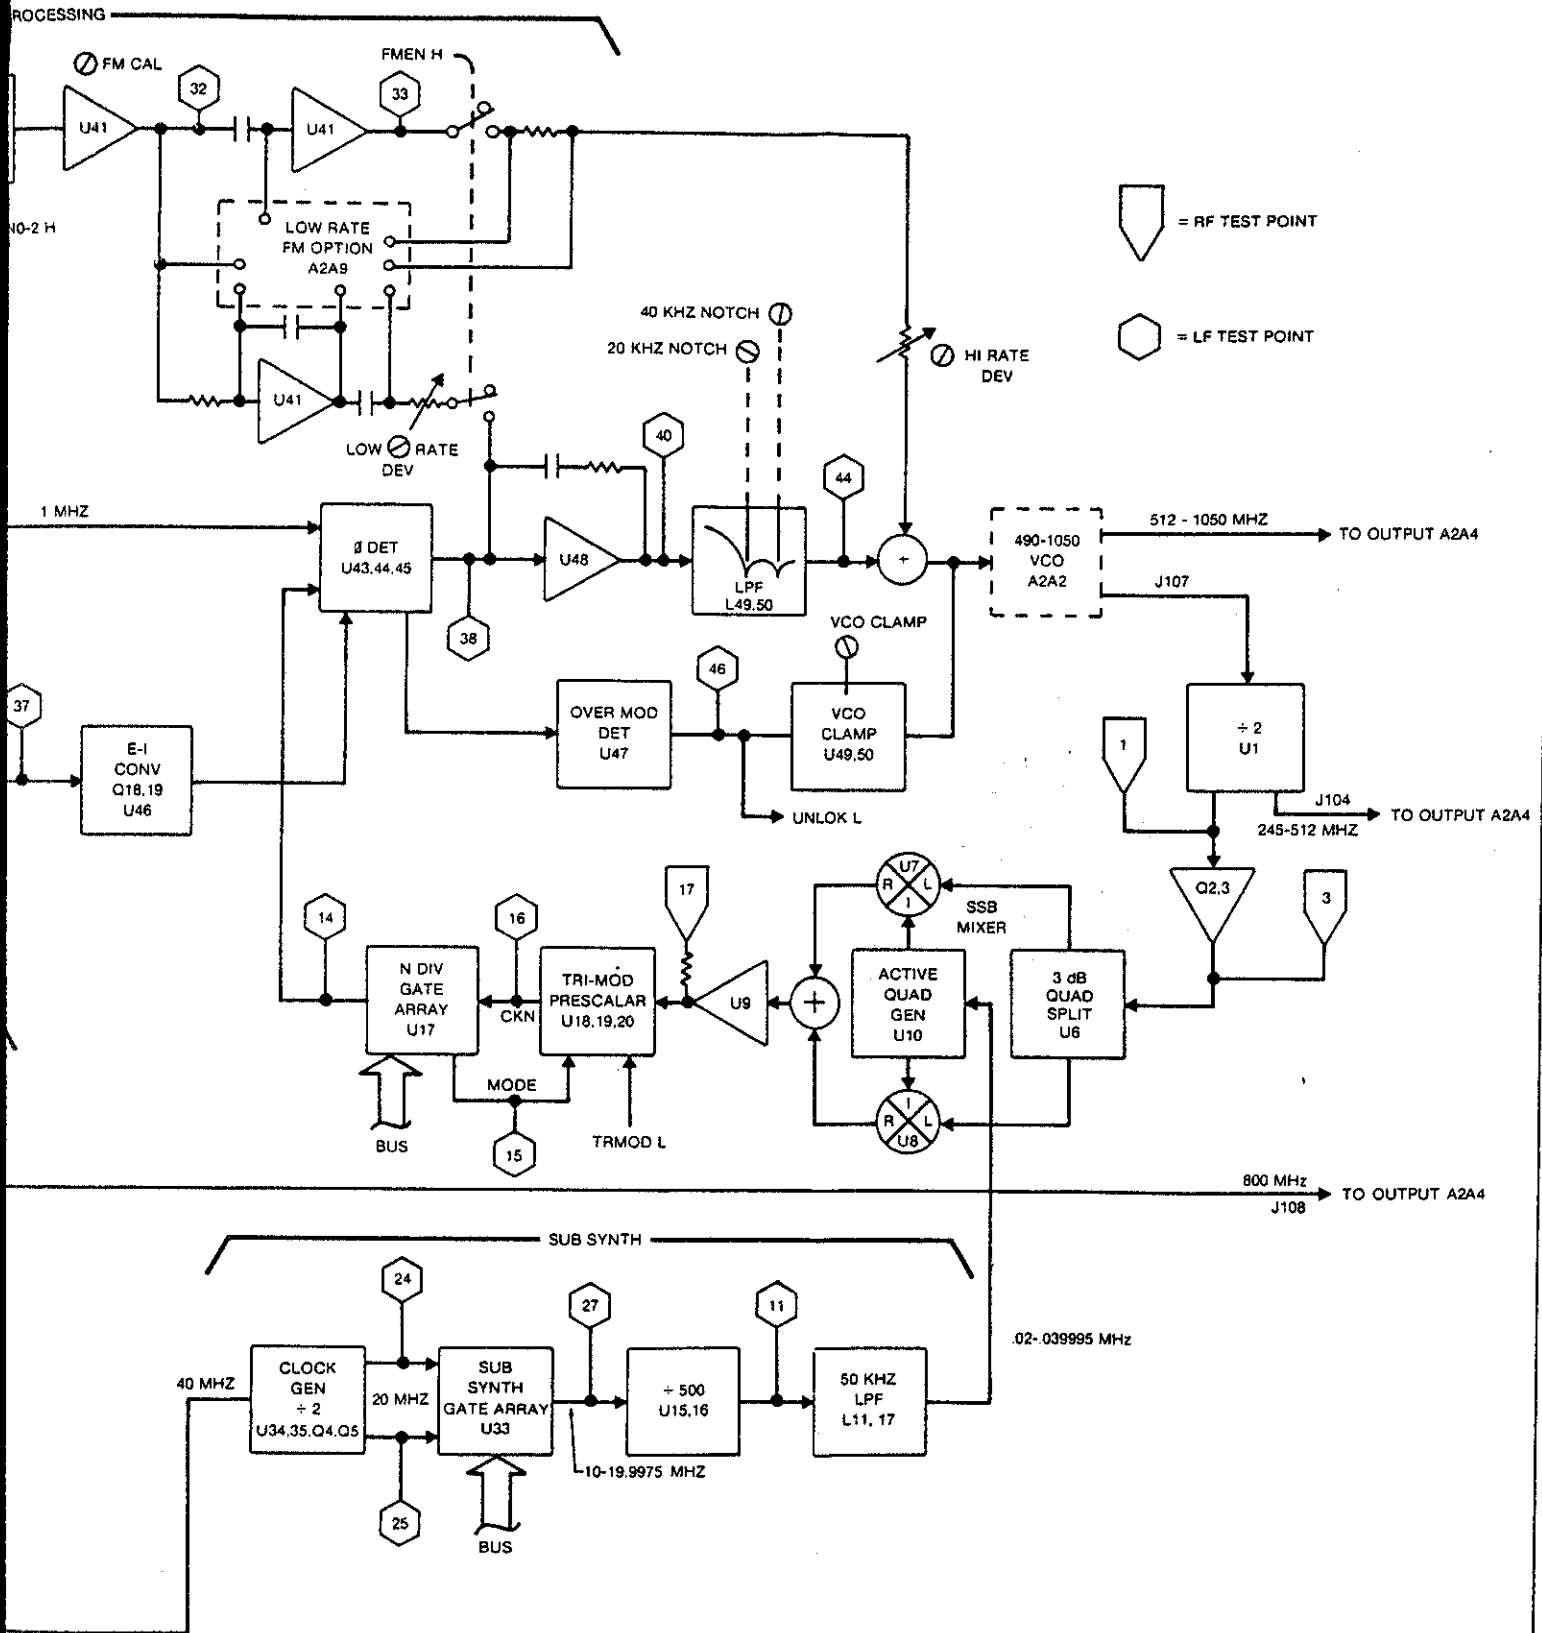 ROCESSING
FM CAL
FMEN H
32
33
U41
U41
N0-2 H
LOW RATE
FM OPTION
A2A9
= RF TEST POINT
40 KHZ NOTCH
20 KHZ NOTCH
= LF TEST POINT
HI RATE
DEV
U41
LOW RATE
DEV
40
44
1 MHZ
Ø DET
U43,44,45
U48
LPF
L49,50
+
490-1050
VCO
A2A2
512 - 1050 MHZ
TO OUTPUT A2A4
J107
38
VCO CLAMP
46
37
E-I
CONV
Q18,19
U46
OVER MOD
DET
U47
VCO
CLAMP
U49,50
UNLOK L
1
÷ 2
U1
J104
TO OUTPUT A2A4
245-512 MHZ
Q2,3
3
14
16
17
U7
R L
I
SSB
MIXER
N DIV
GATE
ARRAY
U17
CKN
TRI-MOD
PRESCALAR
U18,19,20
U9
+
ACTIVE
QUAD
GEN
U10
3 dB
QUAD
SPLIT
U6
MODE
BUS
15
TRMOD L
I
R L
U8
800 MHz
J108
TO OUTPUT A2A4
SUB SYNTH
24
27
11
.02-.039995 MHz
40 MHZ
CLOCK
GEN
÷ 2
U34,35,Q4,Q5
20 MHZ
SUB
SYNTH
GATE ARRAY
U33
÷ 500
U15,16
50 KHZ
LPF
L11, 17
10-19.9975 MHZ
25
BUS